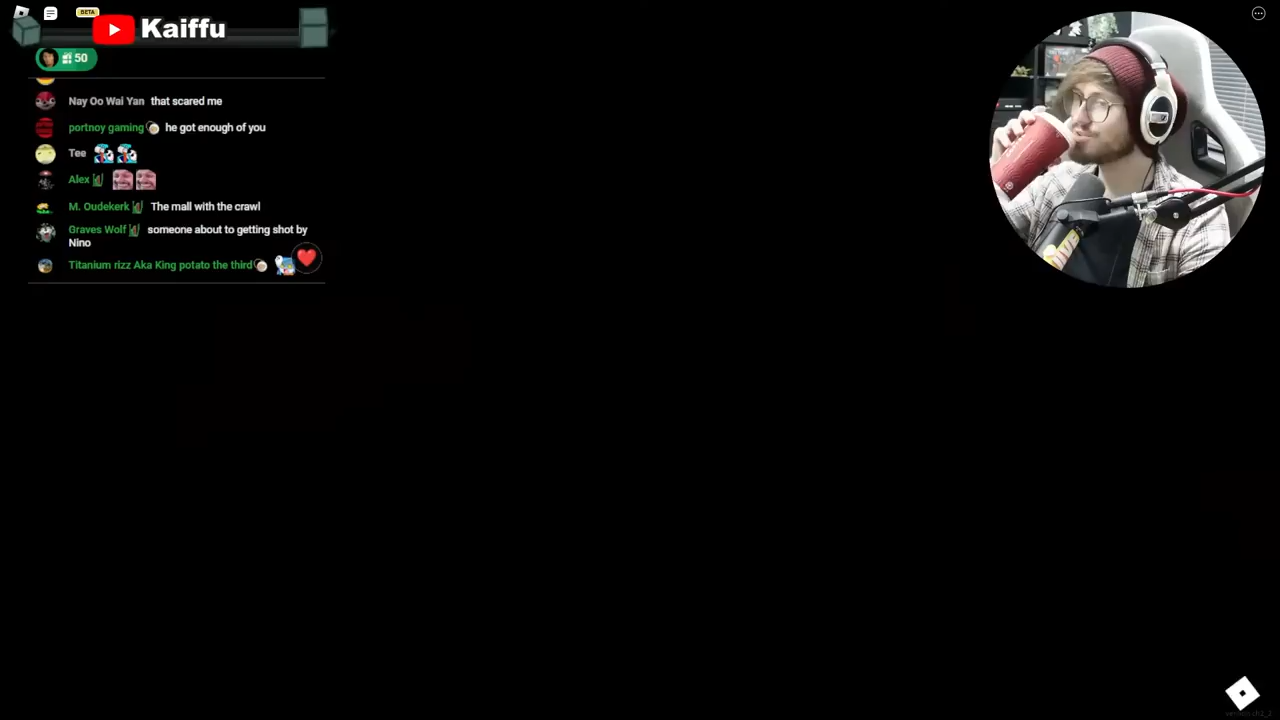 BETA
Kaiffu
50
Nay Oo Wai Yan that scared me
portnoy gaming he got enough of you
Tee
Alex
M. Oudekerk The mall with the crawl
Graves Wolf someone about to getting shot by
Nino
Titanium rizz Aka King potato the third